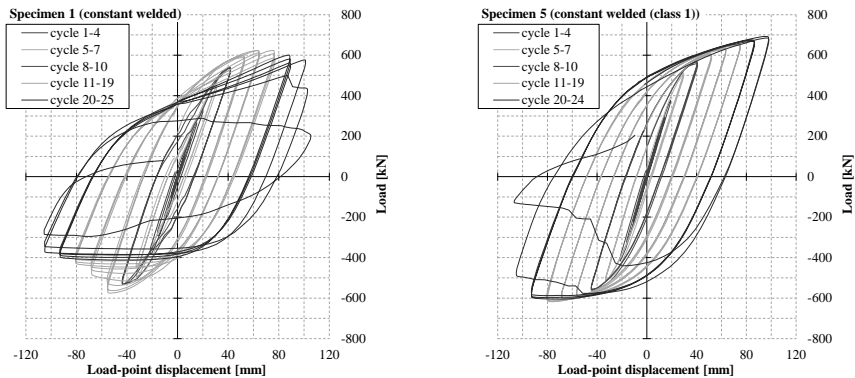 Specimen 1 (constant welded)
cycle 1-4
cycle 5-7
cycle 8-10
cycle 11-19
cycle 20-25
800
600
400
200
0
-200
-400
-600
-800
Load [kN]
-120 -80 -40 0 40 80 120
Load-point displacement [mm]
Specimen 5 (constant welded (class 1))
cycle 1-4
cycle 5-7
cycle 8-10
cycle 11-19
cycle 20-24
800
600
400
200
0
-200
-400
-600
-800
Load [kN]
-120 -80 -40 0 40 80 120
Load-point displacement [mm]